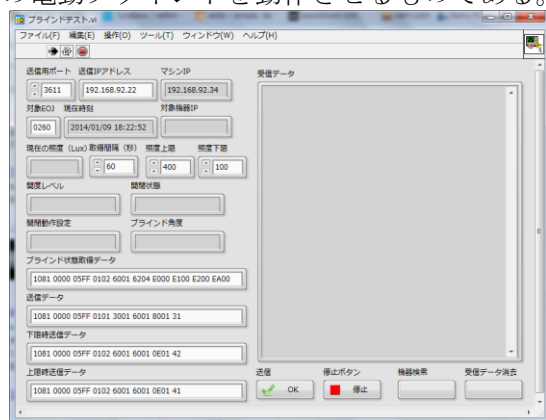 の電動ブラインドを動作させるものである。
ブラインドテスト.vi
ファイル(F) 編集(E) 操作(O) ツール(T) ウィンドウ(W) ヘルプ(H)
送信用ポート 送信IPアドレス マシンIP 受信データ
3611 192.168.92.22 192.168.92.34
対象EOJ 現在時刻 対象機器IP
0260 2014/01/09 18:22:52
現在の照度 (Lux) 取得間隔 (秒) 照度上限 照度下限
60 400 100
開度レベル 開閉状態
開閉動作設定 ブラインド角度
ブラインド状態取得データ
1081 0000 05FF 0102 6001 6204 E000 E100 E200 EA00
送信データ
1081 0000 05FF 0101 3001 6001 8001 31
下限時送信データ
1081 0000 05FF 0102 6001 6001 0E01 42
上限時送信データ 送信 停止ボタン 機器検索 受信データ消去
1081 0000 05FF 0102 6001 6001 0E01 41 OK 停止